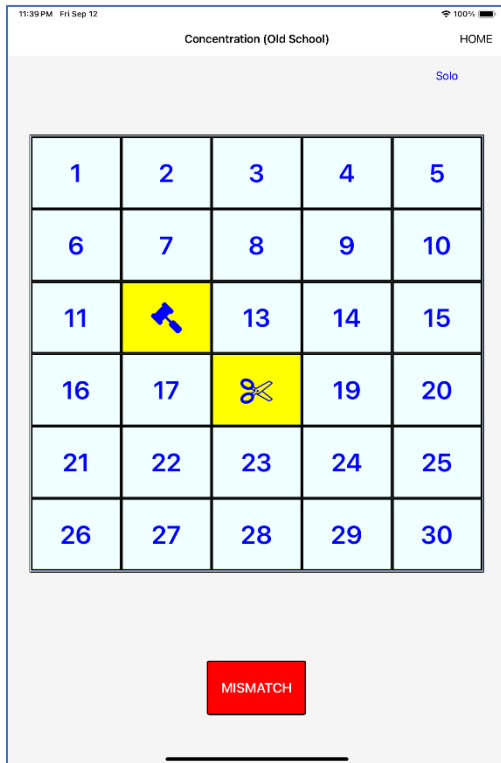 11:39 PM Fri Sep 12 100%
Concentration (Old School) HOME
Solo
1 2 3 4 5
6 7 8 9 10
11 13 14 15
16 17 19 20
21 22 23 24 25
26 27 28 29 30
MISMATCH